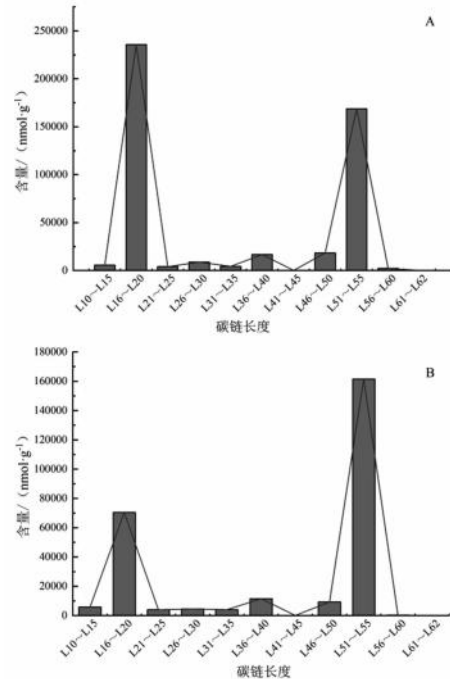 A
含量/（nmol·g⁻¹）
250000
200000
150000
100000
50000
0
L10～L15
L16～L20
L21～L25
L26～L30
L31～L35
L36～L40
L41～L45
L46～L50
L51～L55
L56～L60
L61～L62
碳链长度
B
含量/（nmol·g⁻¹）
180000
160000
140000
120000
100000
80000
60000
40000
20000
0
L10～L15
L16～L20
L21～L25
L26～L30
L31～L35
L36～L40
L41～L45
L46～L50
L51～L55
L56～L60
L61～L62
碳链长度